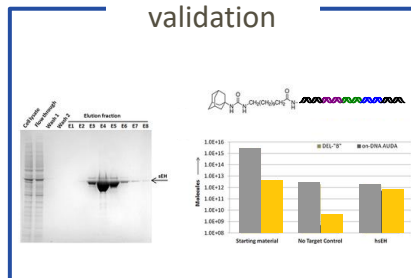 validation
Cell lysate
Flow through
Wash 1
Wash 2
Elution fraction
E1 E2 E3 E4 E5 E6 E7 E8
sEH
H
N
H
N
O
CH₂(CH₂)₉CH₂
O
N
H
DEL-"B"
on-DNA AUDA
Molecules
1.0E+16
1.0E+15
1.0E+14
1.0E+13
1.0E+12
1.0E+11
1.0E+10
1.0E+09
1.0E+08
Starting material
No Target Control
hsEH